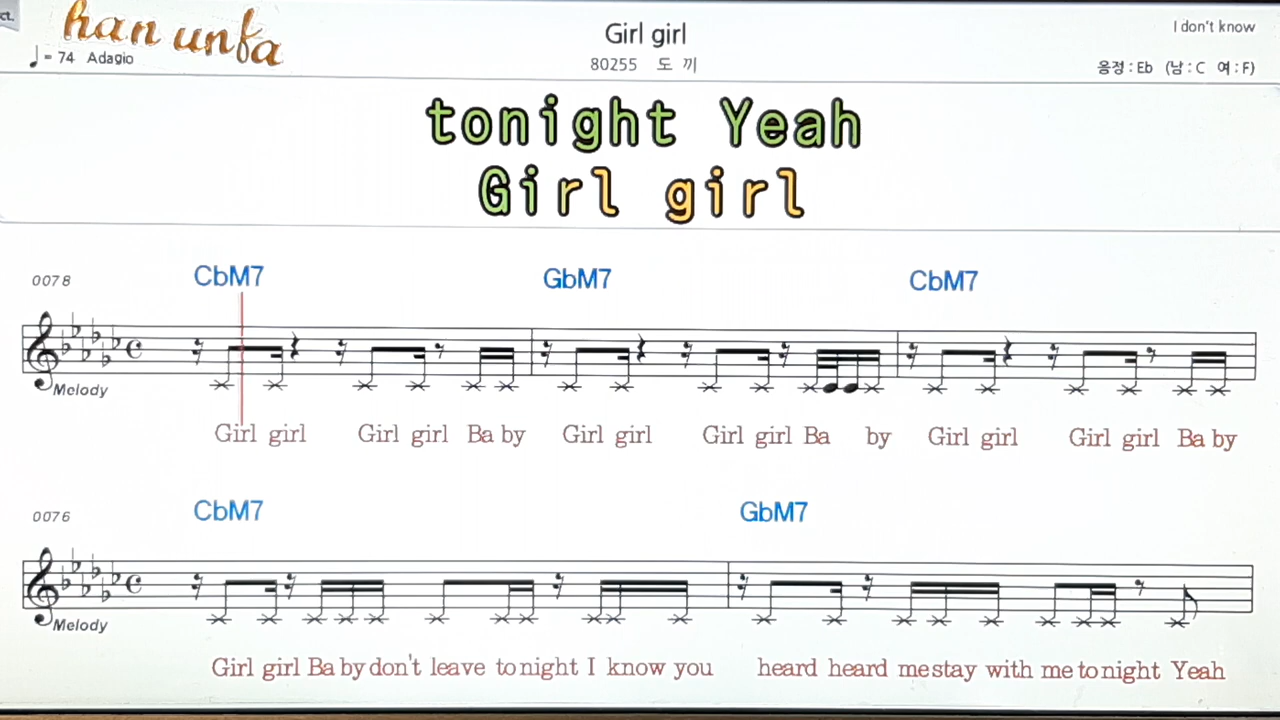 ct.
han unfa
♩= 74 Adagio
Girl girl
80255 도 끼
I don't know
응정 : Eb (남 : C 여 : F)
tonight Yeah
Girl girl
0078
CbM7 GbM7 CbM7
Melody
Girl girl Girl girl Ba by Girl girl Girl girl Ba by Girl girl Girl girl Ba by
0076
CbM7 GbM7
Melody
Girl girl Ba by don't leave to night I know you heard heard me stay with me to night Yeah